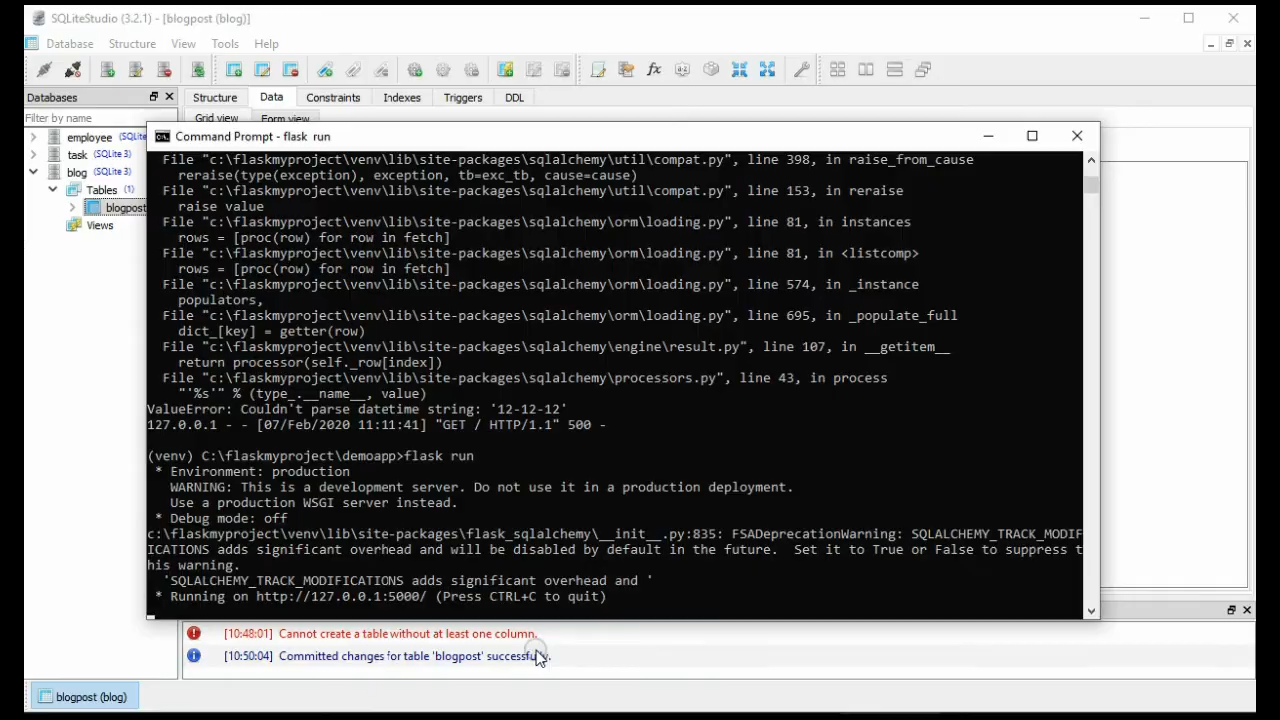 SQLiteStudio (3.2.1) - [blogpost (blog)]
Database Structure View Tools Help
Databases
Structure Data Constraints Indexes Triggers DDL
Filter by name
Grid view Form view
employee (SQLite
task (SQLite 3)
blog (SQLite 3)
Tables (1)
blogpost
Views
Command Prompt - flask run
File "c:\flaskmyproject\venv\lib\site-packages\sqlalchemy\util\compat.py", line 398, in raise_from_cause
reraise(type(exception), exception, tb=exc_tb, cause=cause)
File "c:\flaskmyproject\venv\lib\site-packages\sqlalchemy\util\compat.py", line 153, in reraise
raise value
File "c:\flaskmyproject\venv\lib\site-packages\sqlalchemy\orm\loading.py", line 81, in instances
rows = [proc(row) for row in fetch]
File "c:\flaskmyproject\venv\lib\site-packages\sqlalchemy\orm\loading.py", line 81, in <listcomp>
rows = [proc(row) for row in fetch]
File "c:\flaskmyproject\venv\lib\site-packages\sqlalchemy\orm\loading.py", line 574, in _instance
populators,
File "c:\flaskmyproject\venv\lib\site-packages\sqlalchemy\orm\loading.py", line 695, in _populate_full
dict_[key] = getter(row)
File "c:\flaskmyproject\venv\lib\site-packages\sqlalchemy\engine\result.py", line 107, in __getitem__
return processor(self._row[index])
File "c:\flaskmyproject\venv\lib\site-packages\sqlalchemy\processors.py", line 43, in process
"'%s'" % (type_.__name__, value)
ValueError: Couldn't parse datetime string: '12-12-12'
127.0.0.1 - - [07/Feb/2020 11:11:41] "GET / HTTP/1.1" 500 -
(venv) C:\flaskmyproject\demoapp>flask run
* Environment: production
WARNING: This is a development server. Do not use it in a production deployment.
Use a production WSGI server instead.
* Debug mode: off
c:\flaskmyproject\venv\lib\site-packages\flask_sqlalchemy\__init__.py:835: FSADeprecationWarning: SQLALCHEMY_TRACK_MODIF
ICATIONS adds significant overhead and will be disabled by default in the future.  Set it to True or False to suppress t
his warning.
'SQLALCHEMY_TRACK_MODIFICATIONS adds significant overhead and '
* Running on http://127.0.0.1:5000/ (Press CTRL+C to quit)
[10:48:01] Cannot create a table without at least one column.
[10:50:04] Committed changes for table 'blogpost' successfully.
blogpost (blog)